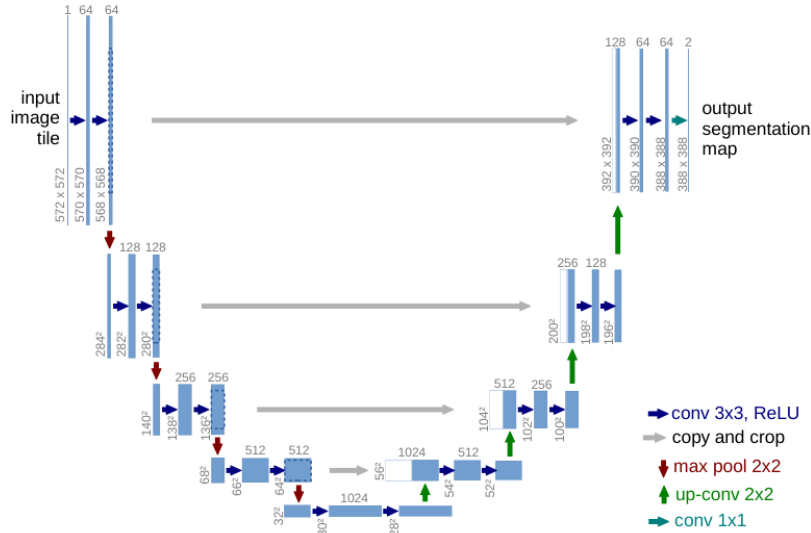 1 64 64
128 64 64 2
input
image
tile
output
segmentation
map
572 x 572
570 x 570
568 x 568
392 x 392
390 x 390
388 x 388
388 x 388
128 128
256 128
284²
282²
280²
200²
198²
196²
256 256
512 256
140²
138²
136²
104²
102²
100²
512 512
1024 512
68²
66²
64²
56²
54²
52²
1024
32²
30²
28²
conv 3x3, ReLU
copy and crop
max pool 2x2
up-conv 2x2
conv 1x1